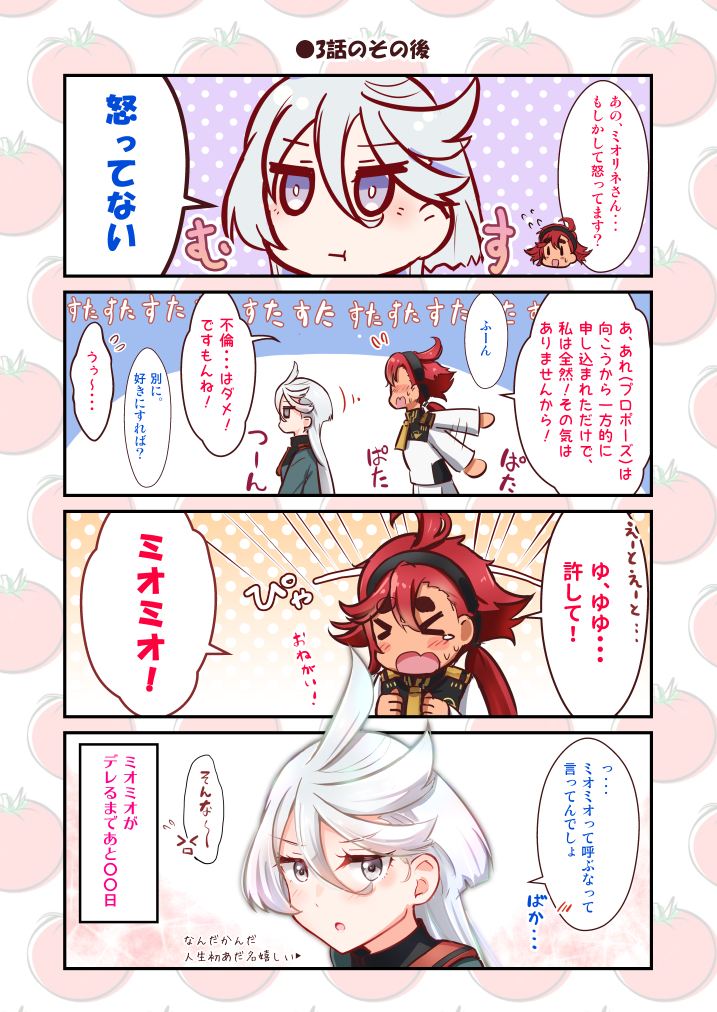 ●3話のその後
あの、ミオリネさん・・・
もしかして怒ってます?
む
す
怒ってない
あ、あれ(プロポーズ)は
向こうから一方的に
申し込まれただけで、
私は全然!その気は
ありませんから!
ふーん
すた すた すた すた すた すた すた すた
ぱた
ぱた
不倫・・・はダメ!
ですもんね!
つーん
別に。
好きにすれば?
うぅ~・・・
えーとえーと・・・
ゆ、ゆゆ・・・
許して!
ぴゃ
おねがい!
ミオミオ!
っ・・・
ミオミオって呼ぶなって
言ってんでしょ
ばか・・・
そんな~
ミオミオが
デレるまであと〇〇日
なんだかんだ
人生初あだ名嬉しい▶